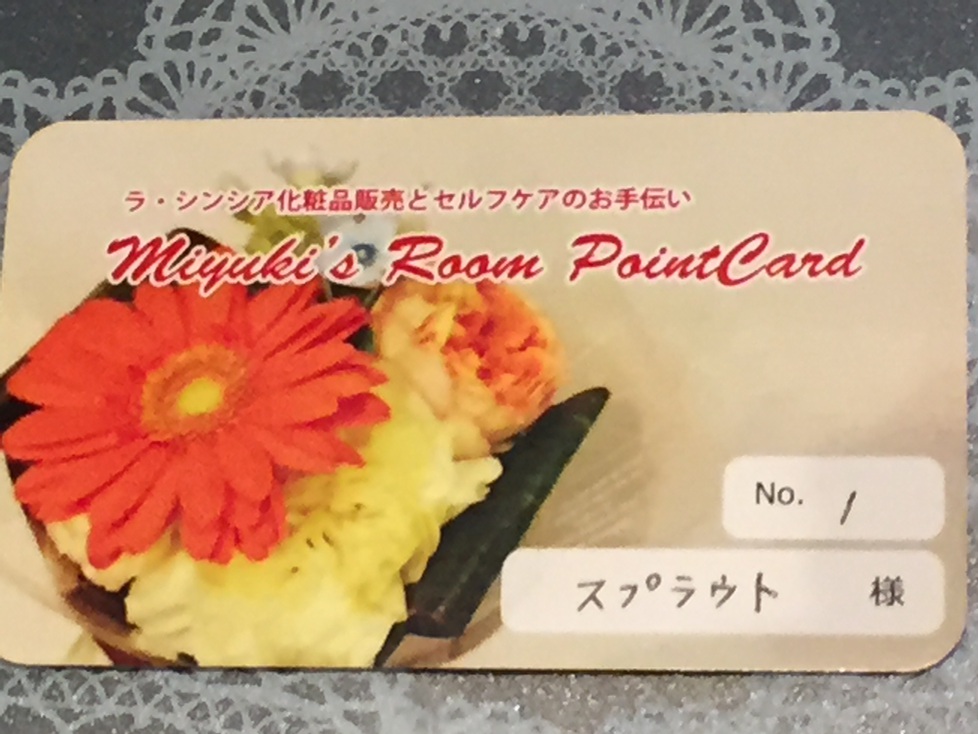 ラ・シンシア化粧品販売とセルフケアのお手伝い
Miyuki's Room PointCard
No. 1
スプラウト 様